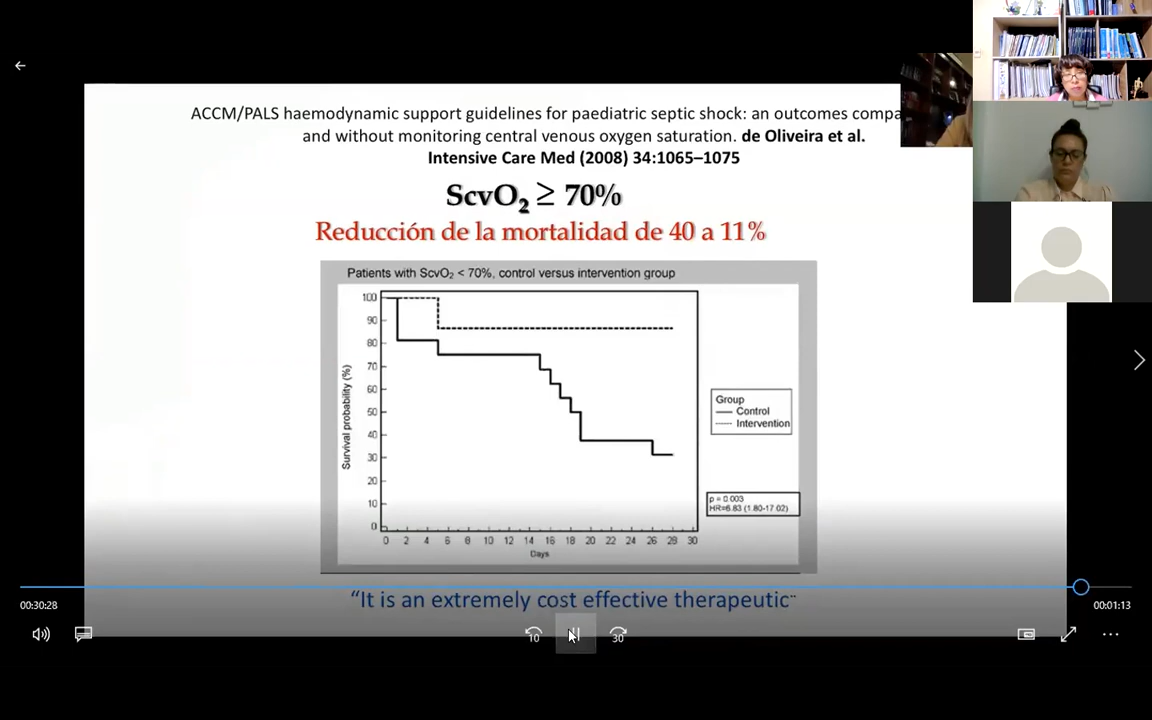 ACCM/PALS haemodynamic support guidelines for paediatric septic shock: an outcomes compa
and without monitoring central venous oxygen saturation. de Oliveira et al.
Intensive Care Med (2008) 34:1065–1075
ScvO₂ ≥ 70%
Reducción de la mortalidad de 40 a 11%
Patients with ScvO₂ < 70%, control versus intervention group
Survival probability (%)
100
90
80
70
60
50
40
30
20
10
0
0 2 4 6 8 10 12 14 16 18 20 22 24 26 28 30
Days
Group
Control
Intervention
p = 0.003
HR=6.83 (1.80-17.02)
“It is an extremely cost effective therapeutic¨
00:30:28
00:01:13
10
30